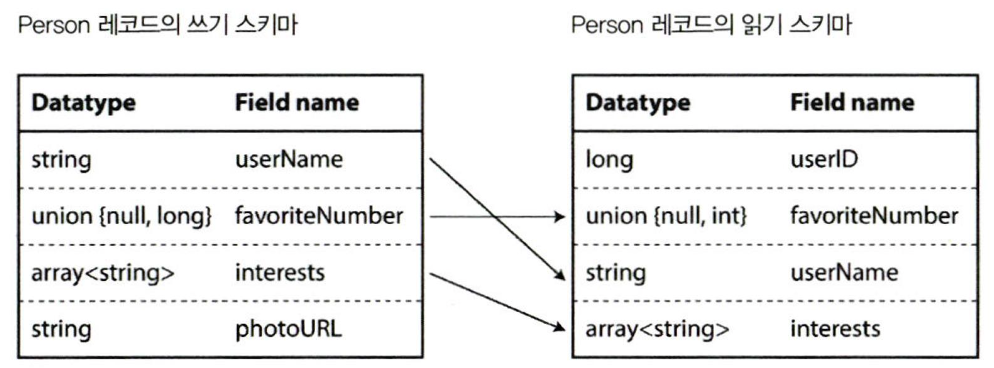 Person 레코드의 쓰기 스키마
Datatype Field name
string userName
union {null, long} favoriteNumber
array<string> interests
string photoURL
Person 레코드의 읽기 스키마
Datatype Field name
long userID
union {null, int} favoriteNumber
string userName
array<string> interests